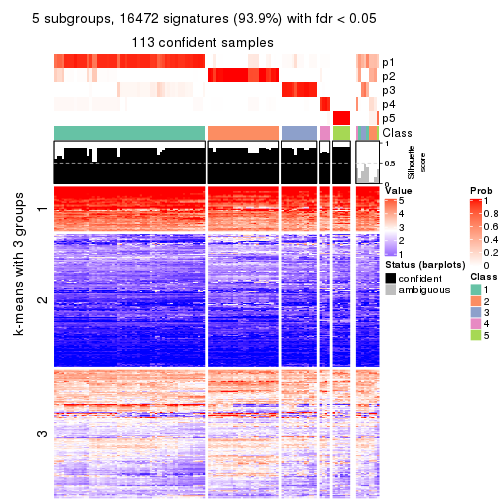 5 subgroups, 16472 signatures (93.9%) with fdr < 0.05
113 confident samples
p1
p2
p3
p4
p5
Class
1
0.5
0
Silhouette
score
k-means with 3 groups
1
2
3
Value
5
4
3
2
1
Status (barplots)
confident
ambiguous
Prob
1
0.8
0.6
0.4
0.2
0
Class
1
2
3
4
5